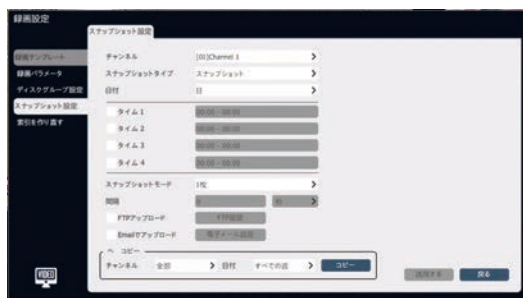 録画設定
スナップショット設定
録画テンプレート
録画パラメータ
ディスクグループ設定
スナップショット設定
索引を作り直す
チャンネル [01]Channel 1
スナップショットタイプ スナップショット
日付 日
タイム 1 00:00 - 00:00
タイム 2 00:00 - 00:00
タイム 3 00:00 - 00:00
タイム 4 00:00 - 00:00
スナップショットモード 1枚
間隔 秒
FTPアップロード FTP設定
Emailでアップロード 電子メール設定
コピー
チャンネル 全部 日付 すべての週 コピー
適用する 戻る
VIDEO